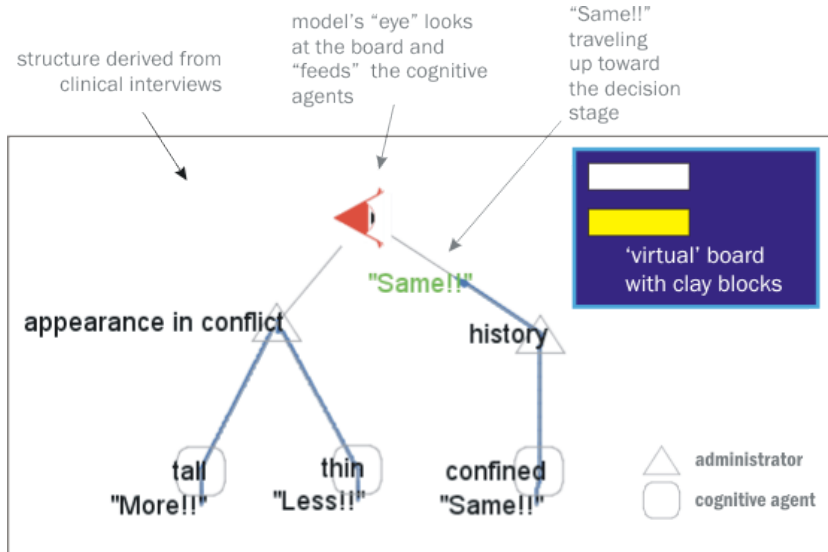 structure derived from
clinical interviews
model's “eye” looks
at the board and
“feeds” the cognitive
agents
“Same!!”
traveling
up toward
the decision
stage
'virtual' board
with clay blocks
"Same!!"
appearance in conflict
history
tall
"More!!"
thin
"Less!!"
confined
"Same!!"
administrator
cognitive agent